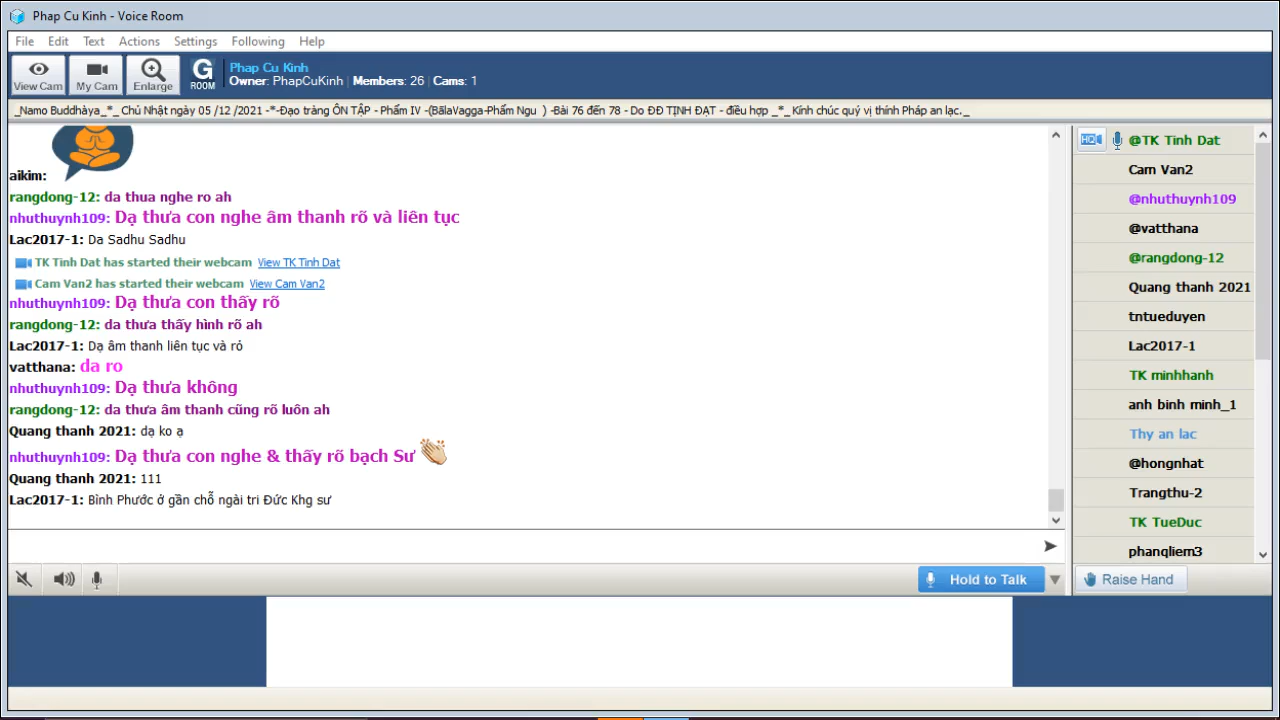 Phap Cu Kinh - Voice Room
File Edit Text Actions Settings Following Help
View Cam My Cam Enlarge G ROOM
Phap Cu Kinh
Owner: PhapCuKinh | Members: 26 | Cams: 1
_Namo Buddhàya_*_ Chủ Nhật ngày 05 /12 /2021 -*-Đạo tràng ÔN TẬP - Phẩm IV -(BãlaVagga-Phẩm Ngu ) -Bài 76 đến 78 - Do ĐĐ TỊNH ĐẠT - điều hợp _*_ Kính chúc quý vị thính Pháp an lạc._
aikim:
rangdong-12: da thua nghe ro ah
nhuthuynh109: Dạ thưa con nghe âm thanh rõ và liên tục
Lac2017-1: Da Sadhu Sadhu
TK Tinh Dat has started their webcam View TK Tinh Dat
Cam Van2 has started their webcam View Cam Van2
nhuthuynh109: Dạ thưa con thấy rõ
rangdong-12: da thưa thấy hình rõ ah
Lac2017-1: Dạ âm thanh liên tục và rỏ
vatthana: da ro
nhuthuynh109: Dạ thưa không
rangdong-12: da thưa âm thanh cũng rõ luôn ah
Quang thanh 2021: dạ ko ạ
nhuthuynh109: Dạ thưa con nghe & thấy rõ bạch Sư
Quang thanh 2021: 111
Lac2017-1: Bình Phước ở gần chỗ ngài tri Đức Khg sư
Hold to Talk
HQ @TK Tinh Dat
Cam Van2
@nhuthuynh109
@vatthana
@rangdong-12
Quang thanh 2021
tntueduyen
Lac2017-1
TK minhhanh
anh binh minh_1
Thy an lac
@hongnhat
Trangthu-2
TK TueDuc
phanqliem3
Raise Hand